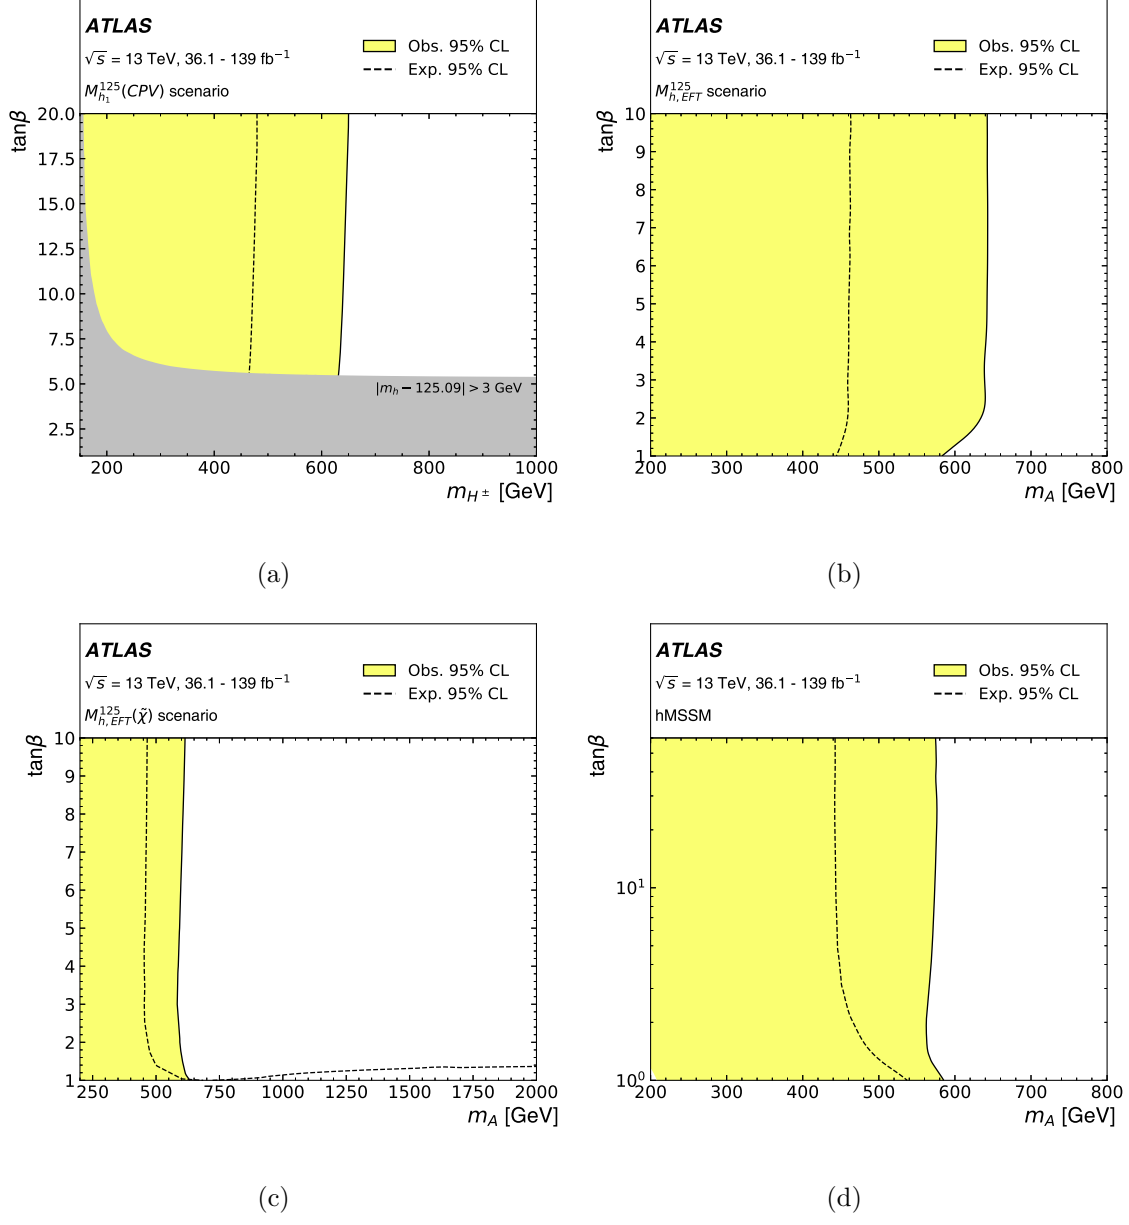 ATLAS
√s = 13 TeV, 36.1 - 139 fb⁻¹
M¹²⁵_h₁(CPV) scenario
Obs. 95% CL
Exp. 95% CL
tanβ
20.0
17.5
15.0
12.5
10.0
7.5
5.0
2.5
|m_h − 125.09| > 3 GeV
200 400 600 800 1000
m_H± [GeV]
(a)
ATLAS
√s = 13 TeV, 36.1 - 139 fb⁻¹
M¹²⁵_h,EFT scenario
Obs. 95% CL
Exp. 95% CL
tanβ
10
9
8
7
6
5
4
3
2
1
200 300 400 500 600 700 800
m_A [GeV]
(b)
ATLAS
√s = 13 TeV, 36.1 - 139 fb⁻¹
M¹²⁵_h,EFT(χ̃) scenario
Obs. 95% CL
Exp. 95% CL
tanβ
10
9
8
7
6
5
4
3
2
1
250 500 750 1000 1250 1500 1750 2000
m_A [GeV]
(c)
ATLAS
√s = 13 TeV, 36.1 - 139 fb⁻¹
hMSSM
Obs. 95% CL
Exp. 95% CL
tanβ
10¹
10⁰
200 300 400 500 600 700 800
m_A [GeV]
(d)